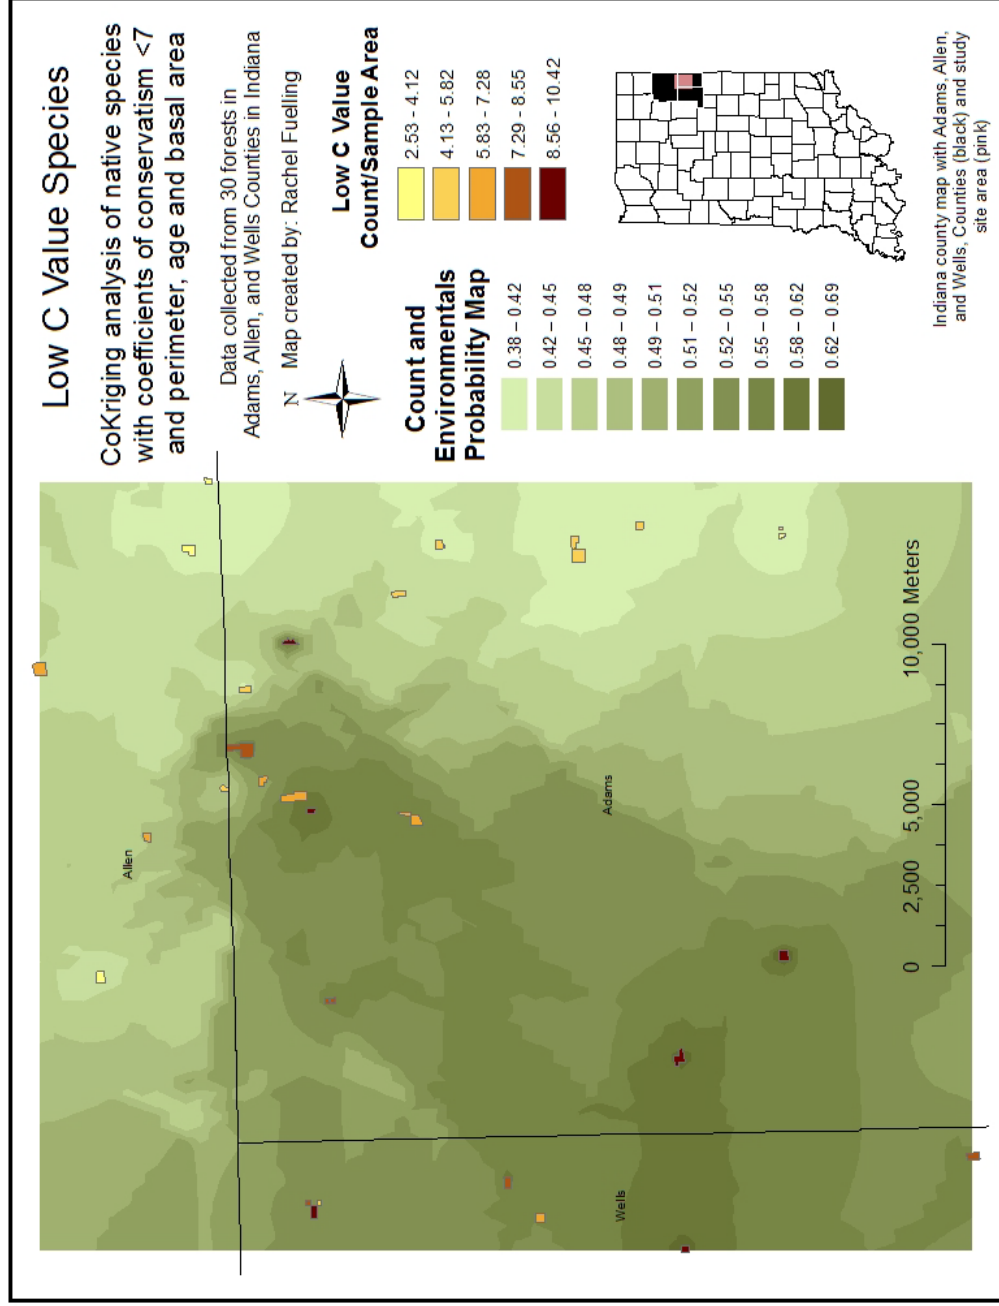 Low C Value Species
CoKriging analysis of native species
with coefficients of conservatism <7
and perimeter, age and basal area
Data collected from 30 forests in
Adams, Allen, and Wells Counties in Indiana
N
Map created by: Rachel Fuelling
Low C Value
Count/Sample Area
2.53 - 4.12
4.13 - 5.82
5.83 - 7.28
7.29 - 8.55
8.56 - 10.42
Count and
Environmentals
Probability Map
0.38 – 0.42
0.42 – 0.45
0.45 – 0.48
0.48 – 0.49
0.49 – 0.51
0.51 – 0.52
0.52 – 0.55
0.55 – 0.58
0.58 – 0.62
0.62 – 0.69
Indiana county map with Adams, Allen,
and Wells, Counties (black) and study
site area (pink)
Allen
Adams
Wells
0 2,500 5,000 10,000 Meters